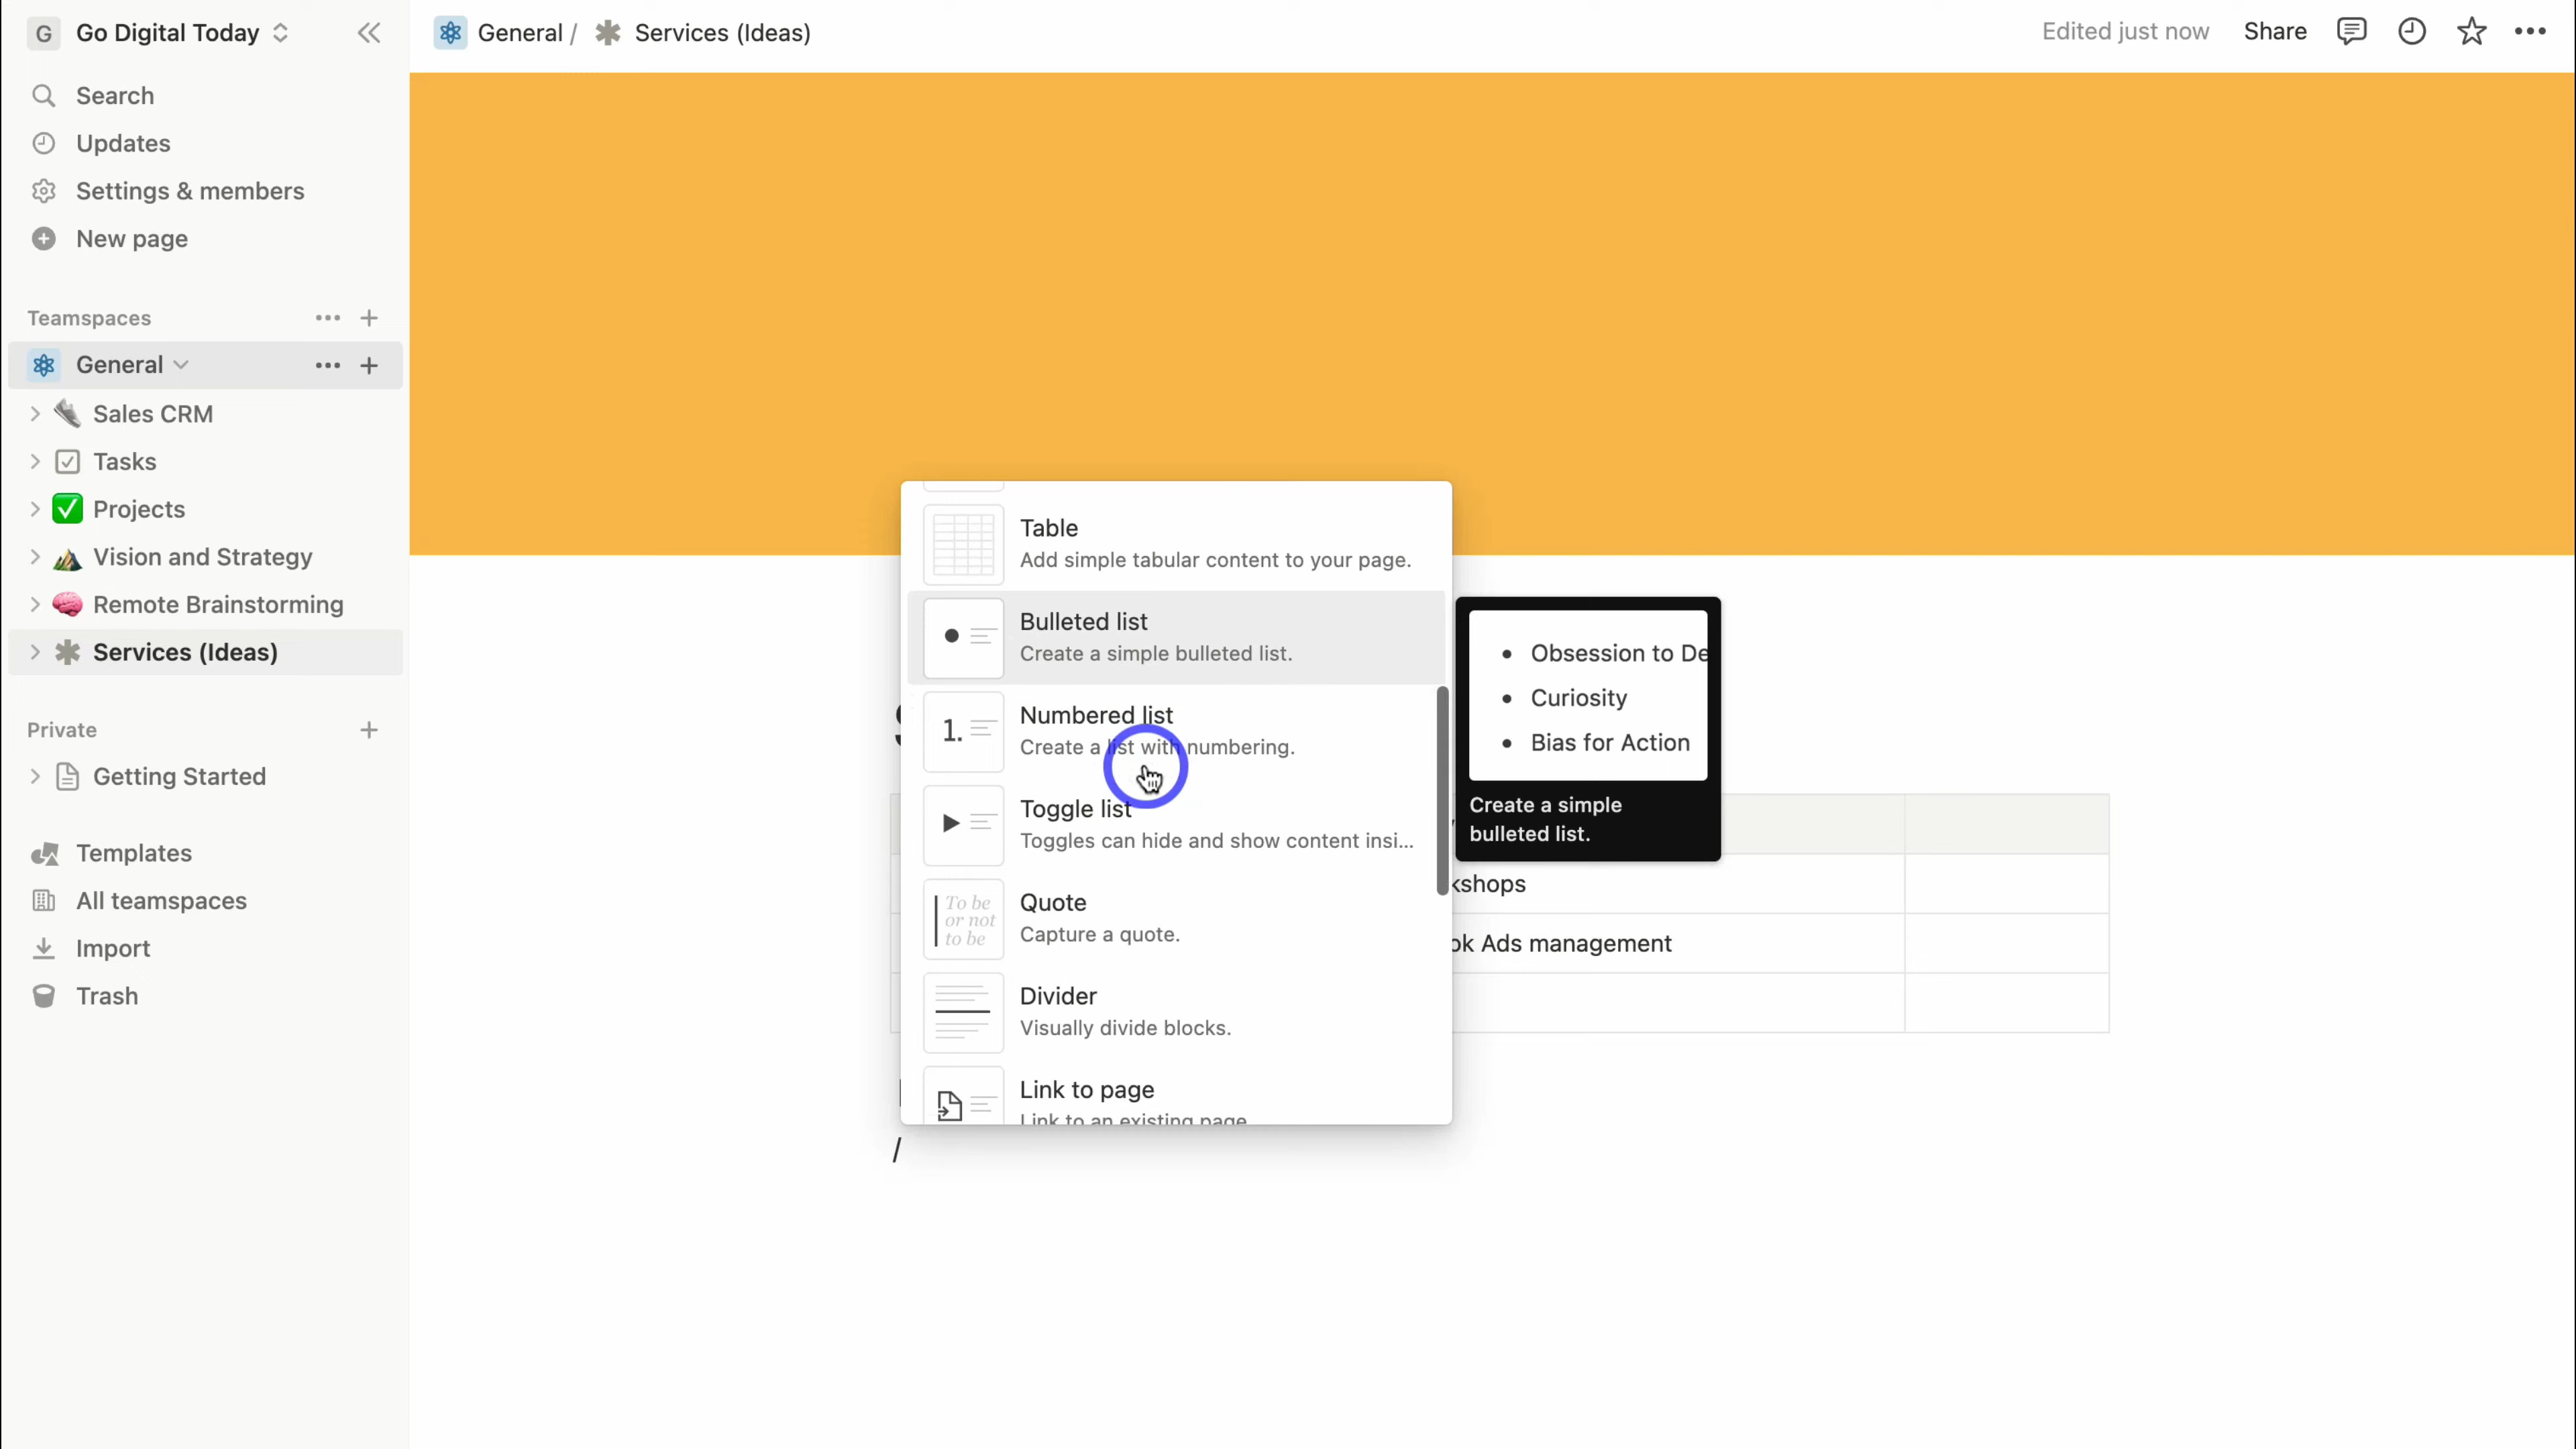 G Go Digital Today
General / Services (Ideas)
Edited just now Share
Search
Updates
Settings & members
New page
Teamspaces
General
Sales CRM
Tasks
Projects
Vision and Strategy
Remote Brainstorming
Services (Ideas)
Private
Getting Started
Templates
All teamspaces
Import
Trash
Table
Add simple tabular content to your page.
Bulleted list
Create a simple bulleted list.
1. Numbered list
Create a list with numbering.
Toggle list
Toggles can hide and show content insi...
To be
or not
to be
Quote
Capture a quote.
Divider
Visually divide blocks.
Link to page
Link to an existing page
/
• Obsession to De
• Curiosity
• Bias for Action
Create a simple
bulleted list.
kshops
ok Ads management